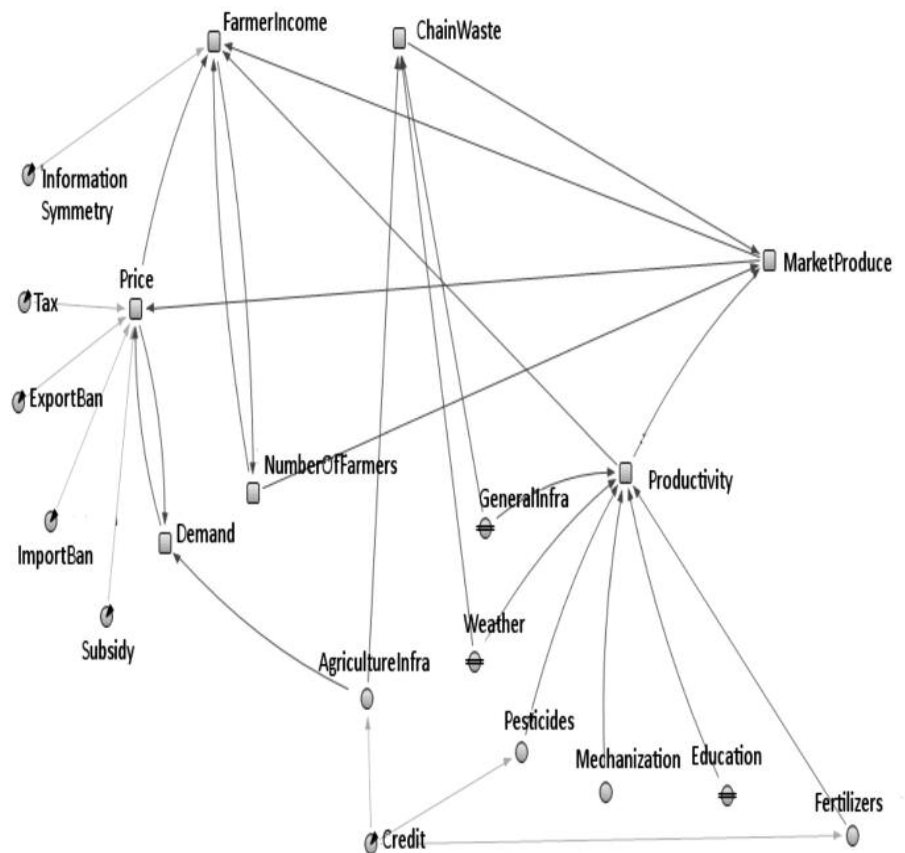 FarmerIncome
ChainWaste
Information
Symmetry
MarketProduce
Price
Tax
ExportBan
NumberOfFarmers
GeneralInfra
Productivity
Demand
ImportBan
Weather
Subsidy
AgricultureInfra
Pesticides
Mechanization
Education
Fertilizers
Credit